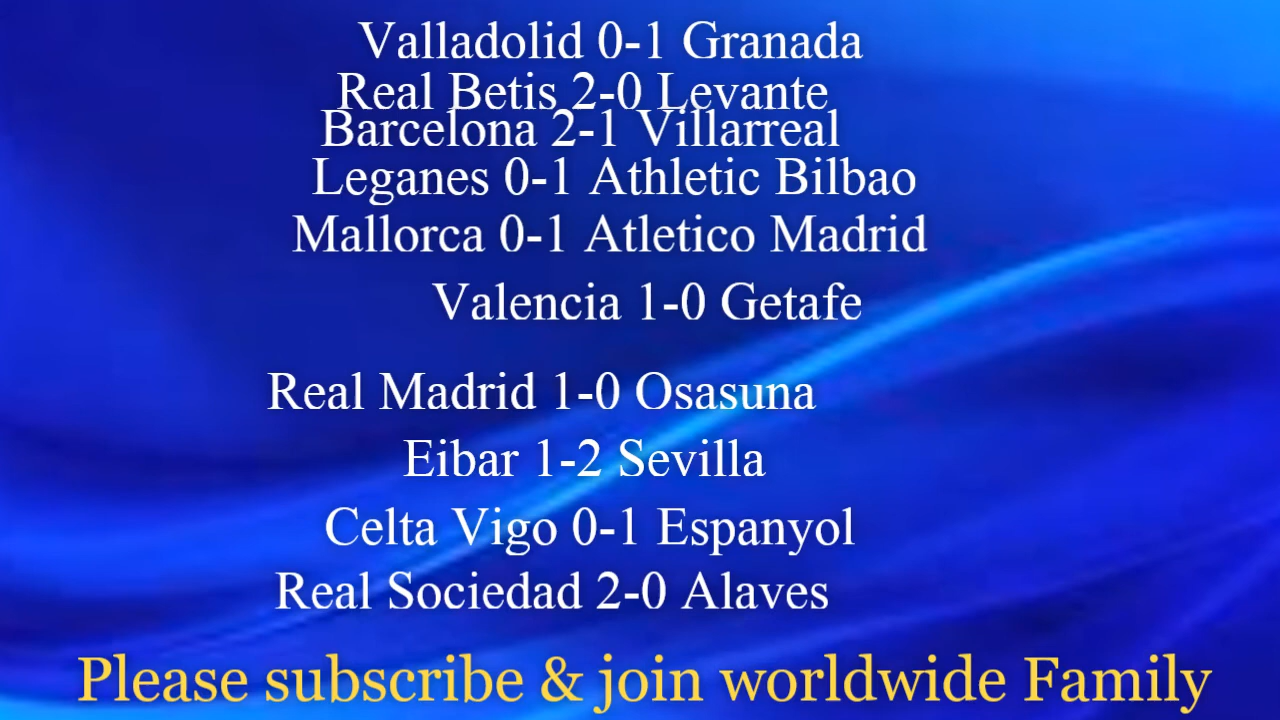 Valladolid 0-1 Granada
Real Betis 2-0 Levante
Barcelona 2-1 Villarreal
Leganes 0-1 Athletic Bilbao
Mallorca 0-1 Atletico Madrid
Valencia 1-0 Getafe
Real Madrid 1-0 Osasuna
Eibar 1-2 Sevilla
Celta Vigo 0-1 Espanyol
Real Sociedad 2-0 Alaves
Please subscribe & join worldwide Family